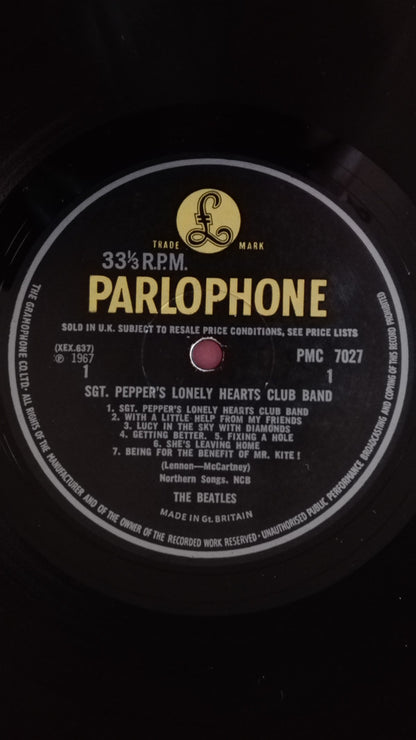 TRADE MARK
33⅓ R.P.M.
PARLOPHONE
SOLD IN U.K. SUBJECT TO RESALE PRICE CONDITIONS, SEE PRICE LISTS
(XEX.637)
℗ 1967
1
PMC 7027
1
SGT. PEPPER'S LONELY HEARTS CLUB BAND
1. SGT. PEPPER'S LONELY HEARTS CLUB BAND
2. WITH A LITTLE HELP FROM MY FRIENDS
3. LUCY IN THE SKY WITH DIAMONDS
4. GETTING BETTER. 5. FIXING A HOLE
6. SHE'S LEAVING HOME
7. BEING FOR THE BENEFIT OF MR. KITE !
(Lennon—McCartney)
Northern Songs. NCB
THE BEATLES
MADE IN Gt. BRITAIN
THE GRAMOPHONE CO. LTD. ALL RIGHTS OF THE MANUFACTURER AND OF THE OWNER OF THE RECORDED WORK RESERVED—UNAUTHORISED PUBLIC PERFORMANCE BROADCASTING AND COPYING OF THIS RECORD PROHIBITED